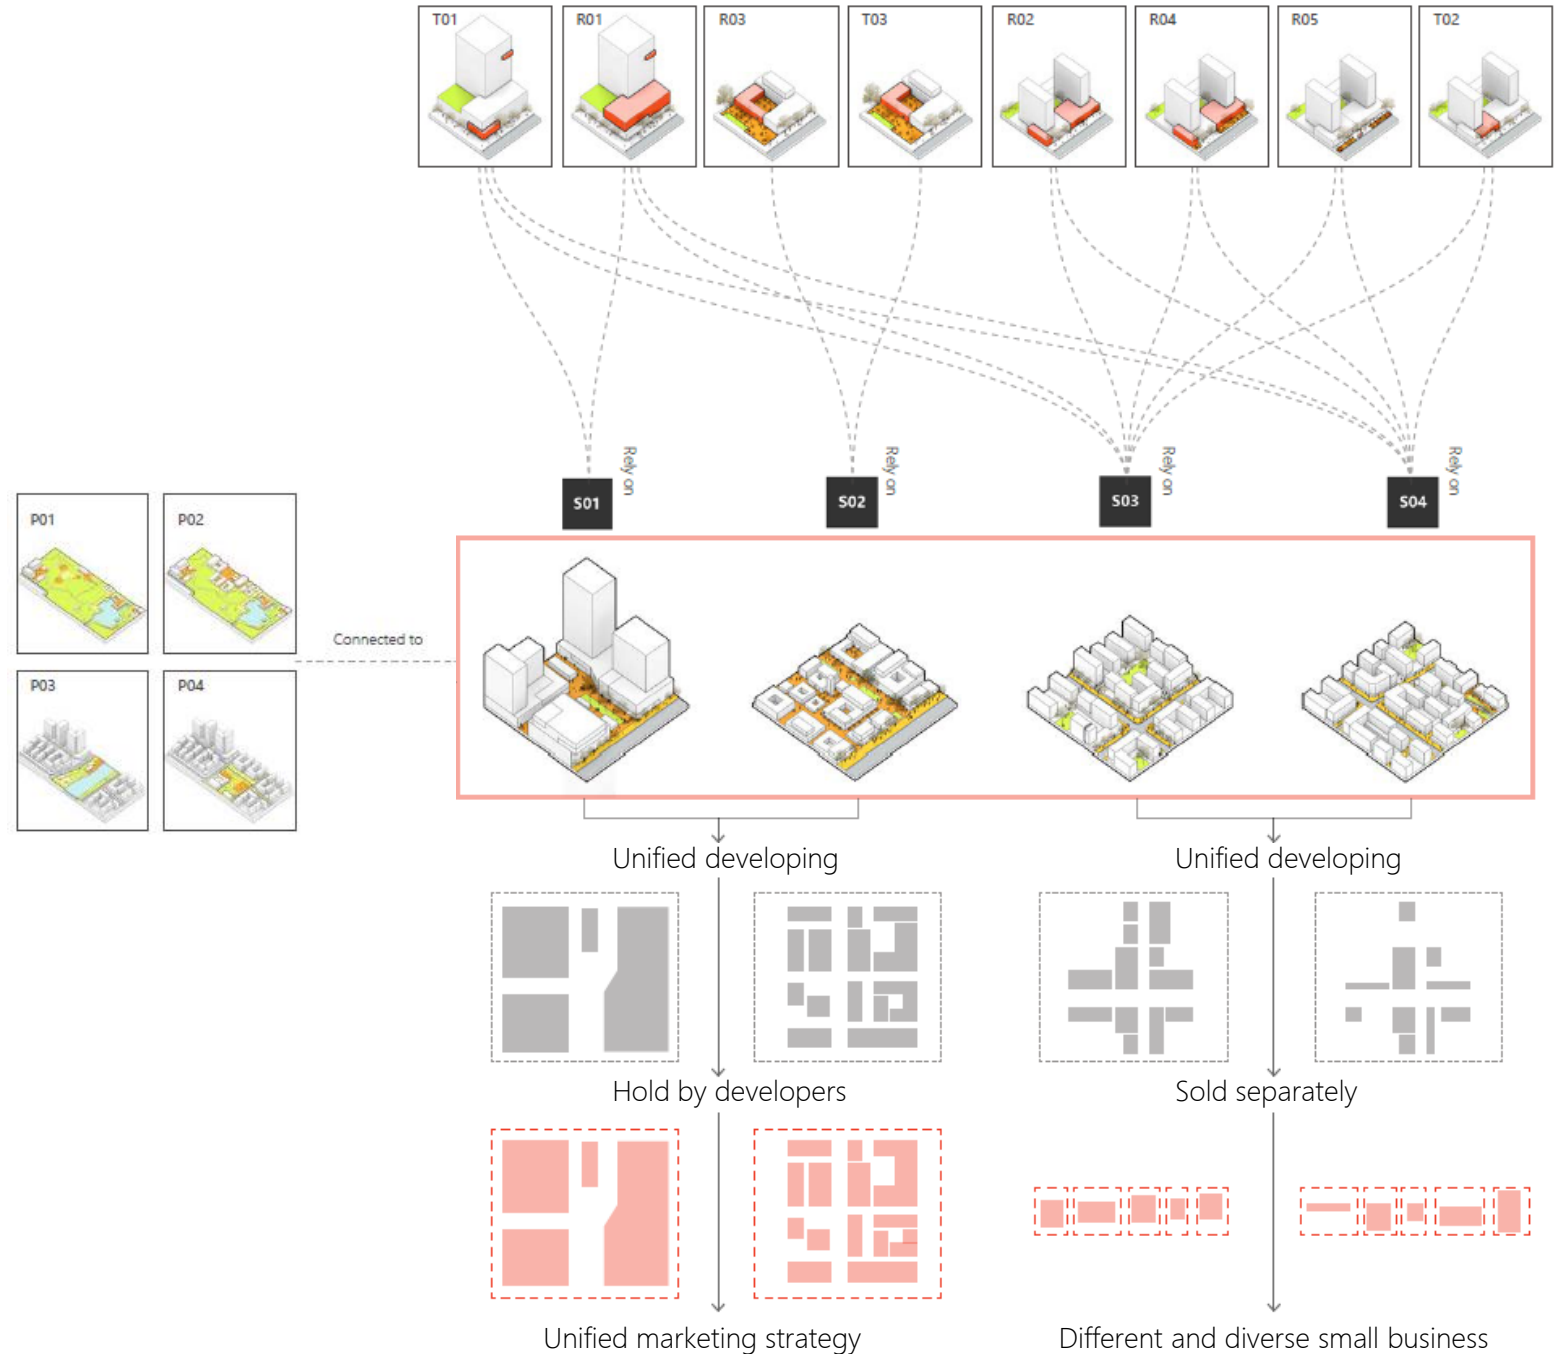 T01
R01
R03
T03
R02
R04
R05
T02
Rely on
Rely on
Rely on
Rely on
S01
S02
S03
S04
P01
P02
P03
P04
Connected to
Unified developing
Unified developing
Hold by developers
Sold separately
Unified marketing strategy
Different and diverse small business